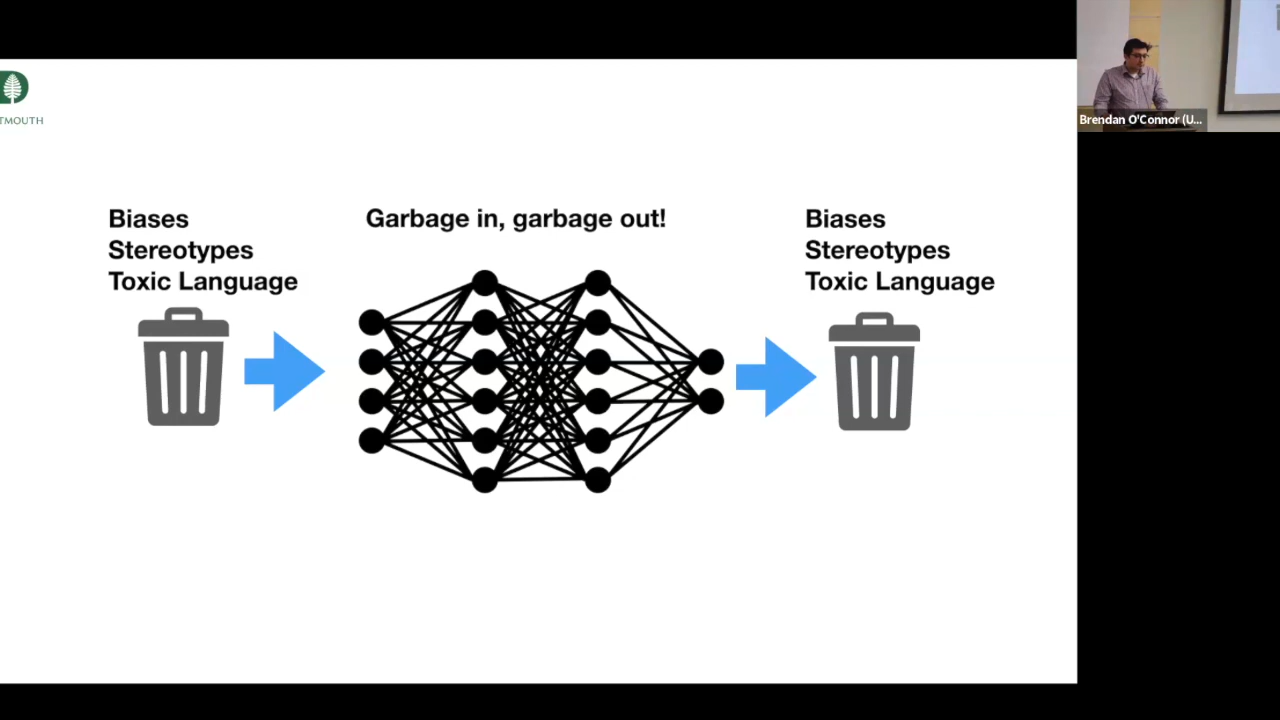 TMOUTH
Biases
Stereotypes
Toxic Language
Garbage in, garbage out!
Biases
Stereotypes
Toxic Language
Brendan O'Connor (U...